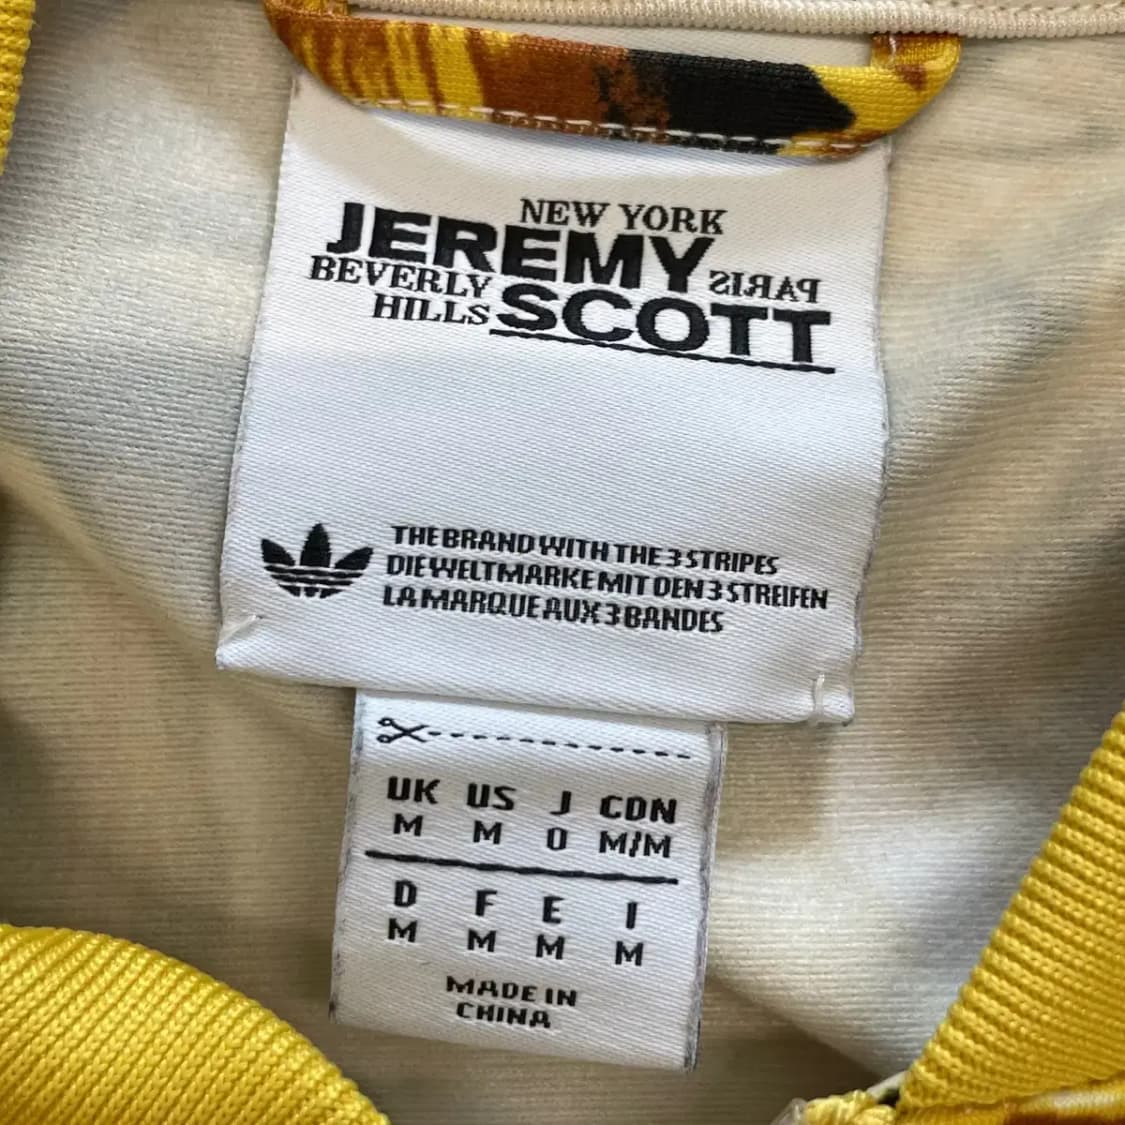 NEW YORK
JEREMY
BEVERLY
PARIS
HILLS
SCOTT
THE BRAND WITH THE 3 STRIPES
DIE WELTMARKE MIT DEN 3 STREIFEN
LA MARQUE AUX 3 BANDES
UK US J CDN
M M O M/M
D F E I
M M M M
MADE IN
CHINA